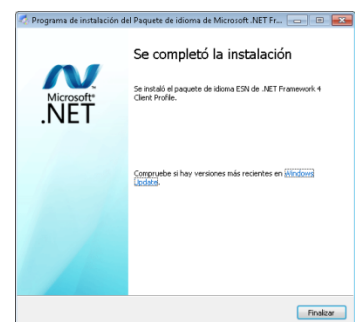 Programa de instalación del Paquete de idioma de Microsoft .NET Fr...
Se completó la instalación
Microsoft®
.NET
Se instaló el paquete de idioma ESN de .NET Framework 4
Client Profile.
Compruebe si hay versiones más recientes en Windows
Update.
Finalizar